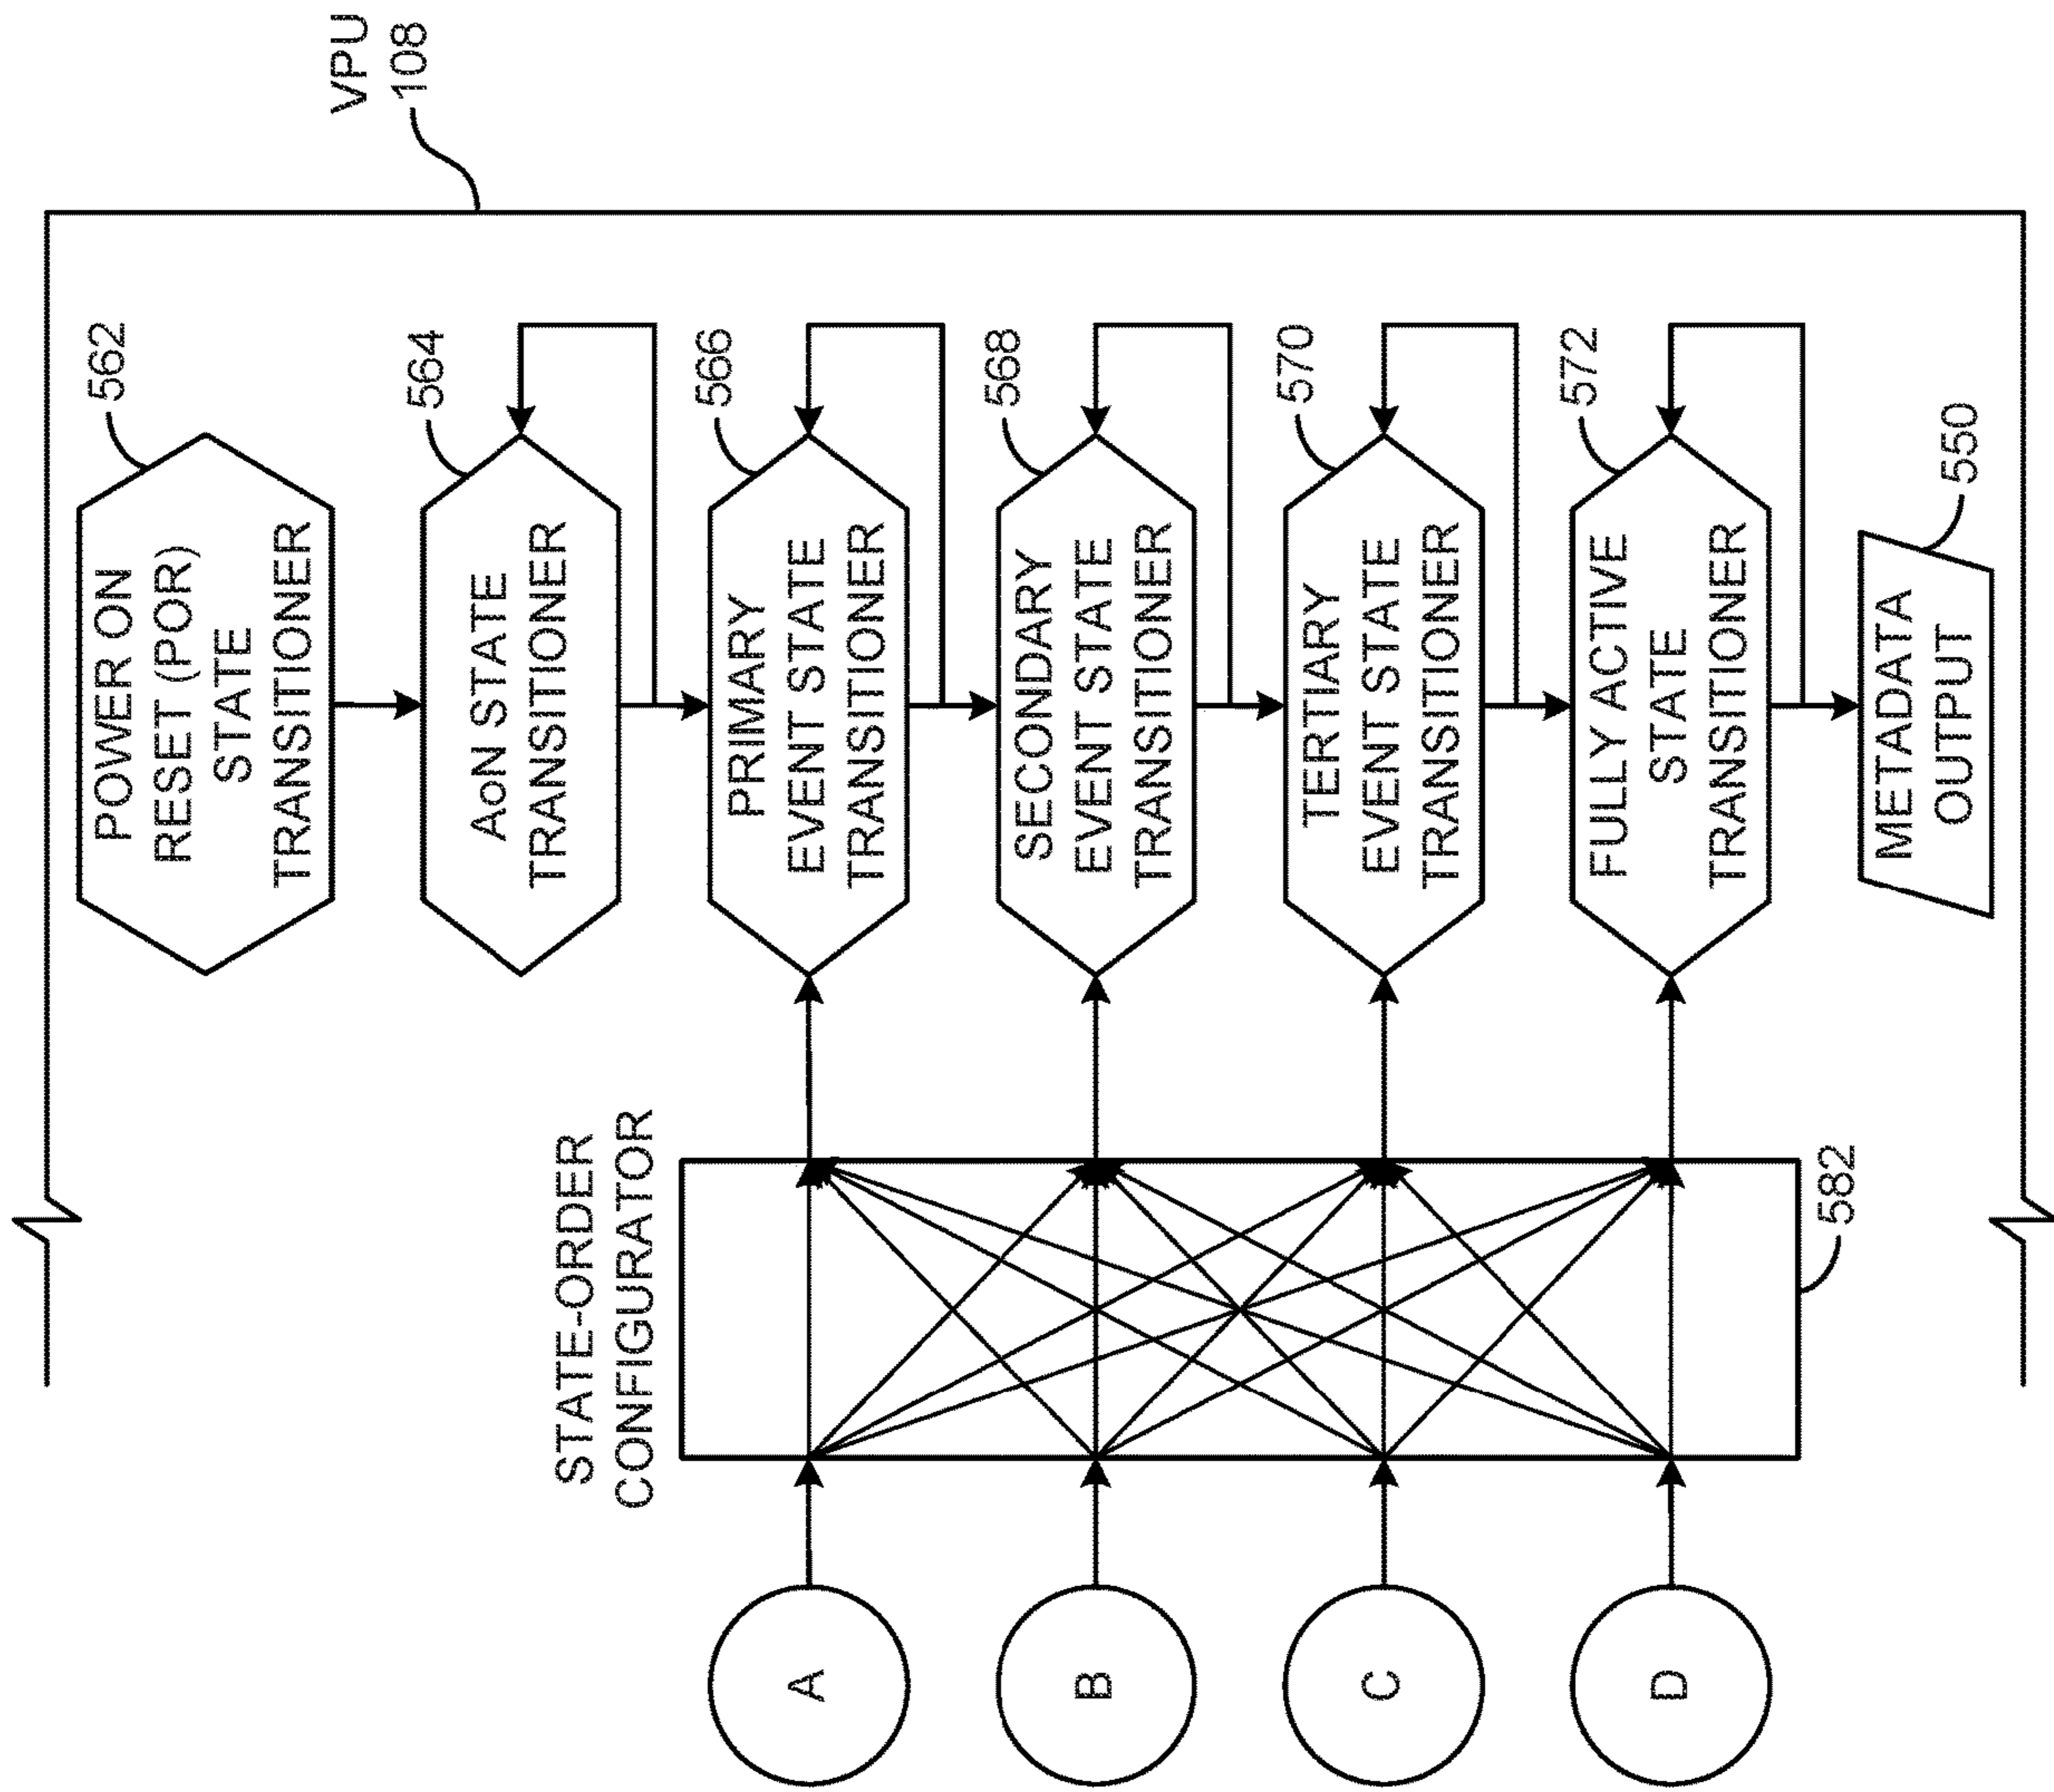 VPU
108
562
POWER ON
RESET (POR)
STATE
TRANSITIONER
564
AoN STATE
TRANSITIONER
566
PRIMARY
EVENT STATE
TRANSITIONER
568
SECONDARY
EVENT STATE
TRANSITIONER
570
TERTIARY
EVENT STATE
TRANSITIONER
572
FULLY ACTIVE
STATE
TRANSITIONER
550
METADATA
OUTPUT
STATE-ORDER
CONFIGURATOR
582
A
B
C
D